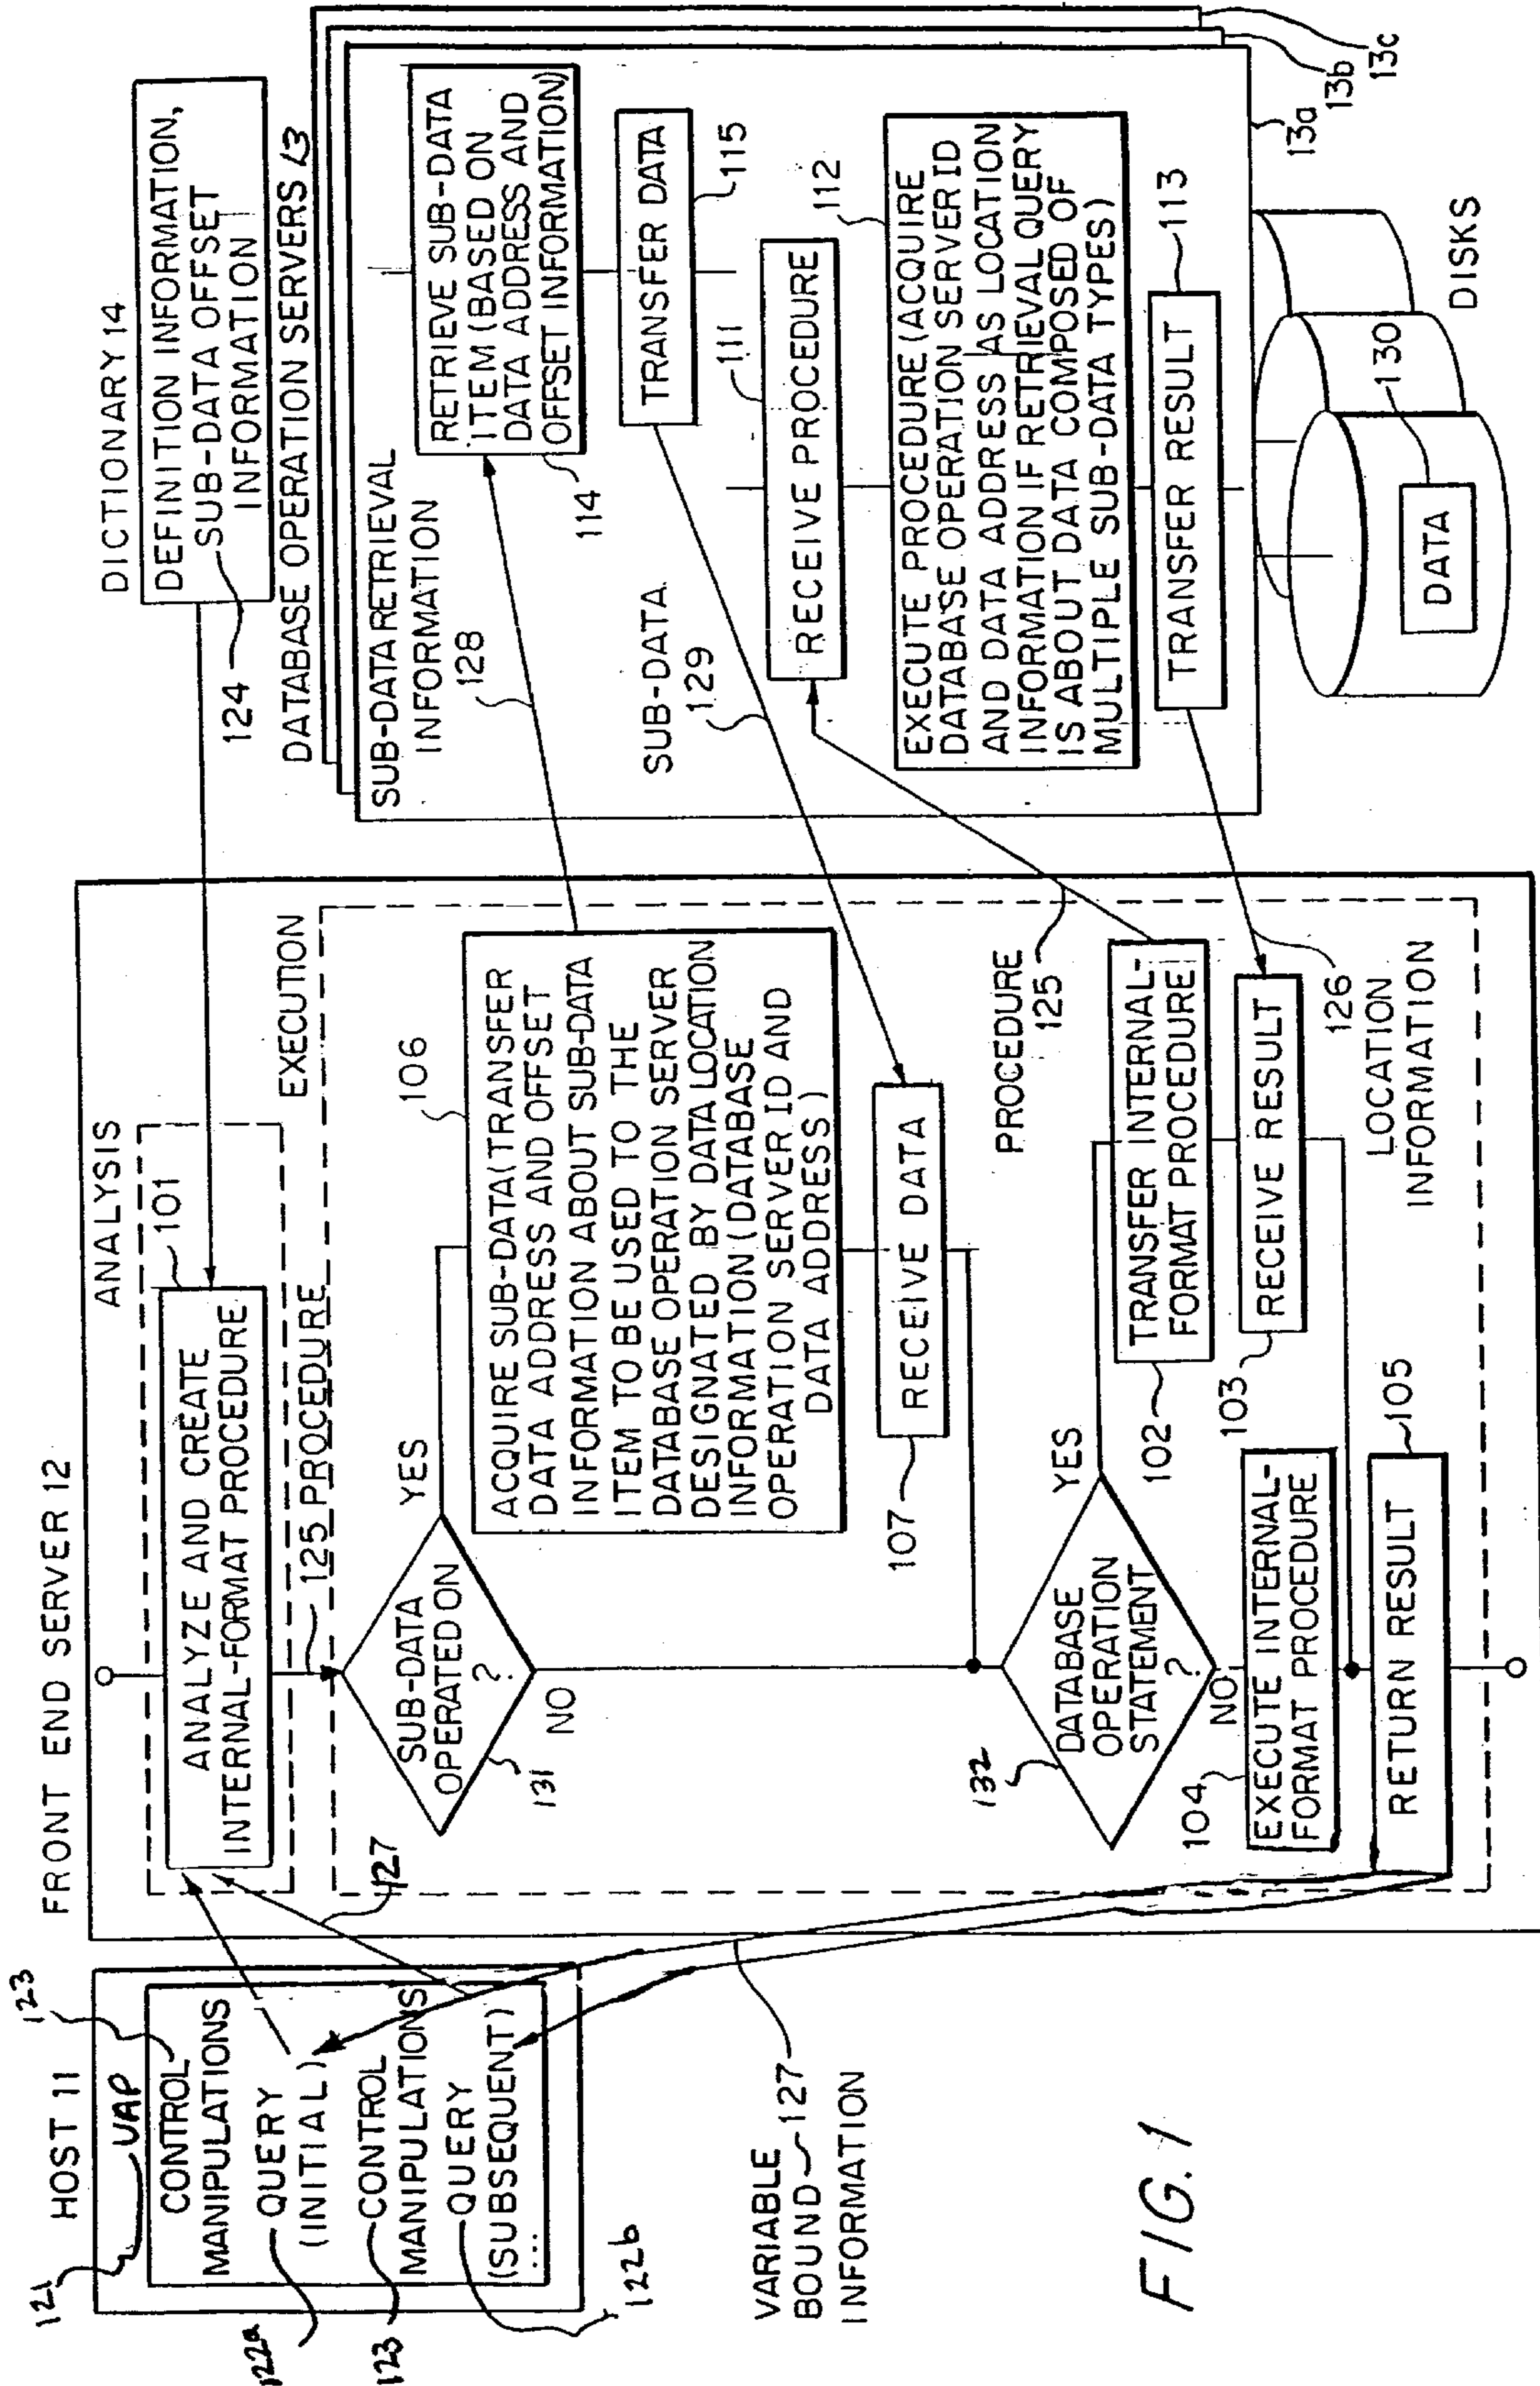 HOST 11
121
UAP
123
CONTROL
MANIPULATIONS
122a
QUERY
(INITIAL)
123
CONTROL
MANIPULATIONS
QUERY
(SUBSEQUENT)
...
122b
VARIABLE
BOUND 127
INFORMATION
FIG. 1
FRONT END SERVER 12
ANALYSIS
101
ANALYZE AND CREATE
INTERNAL-FORMAT PROCEDURE
127
125 PROCEDURE
EXECUTION
SUB-DATA
OPERATED ON
?
131
YES
NO
106
ACQUIRE SUB-DATA (TRANSFER
DATA ADDRESS AND OFFSET
INFORMATION ABOUT SUB-DATA
ITEM TO BE USED TO THE
DATABASE OPERATION SERVER
DESIGNATED BY DATA LOCATION
INFORMATION (DATABASE
OPERATION SERVER ID AND
DATA ADDRESS)
107
RECEIVE DATA
132
DATABASE
OPERATION
STATEMENT
?
YES
NO
PROCEDURE
125
102
TRANSFER INTERNAL-
FORMAT PROCEDURE
103
RECEIVE RESULT
104
EXECUTE INTERNAL-
FORMAT PROCEDURE
105
RETURN RESULT
126
LOCATION
INFORMATION
DICTIONARY 14
DEFINITION INFORMATION,
SUB-DATA OFFSET
INFORMATION
124
DATABASE OPERATION SERVERS 13
SUB-DATA RETRIEVAL
INFORMATION
128
RETRIEVE SUB-DATA
ITEM (BASED ON
DATA ADDRESS AND
OFFSET INFORMATION)
114
TRANSFER DATA
115
SUB-DATA
129
111
RECEIVE PROCEDURE
112
EXECUTE PROCEDURE (ACQUIRE
DATABASE OPERATION SERVER ID
AND DATA ADDRESS AS LOCATION
INFORMATION IF RETRIEVAL QUERY
IS ABOUT DATA COMPOSED OF
MULTIPLE SUB-DATA TYPES)
TRANSFER RESULT
113
13a
13b
13c
DATA
130
DISKS